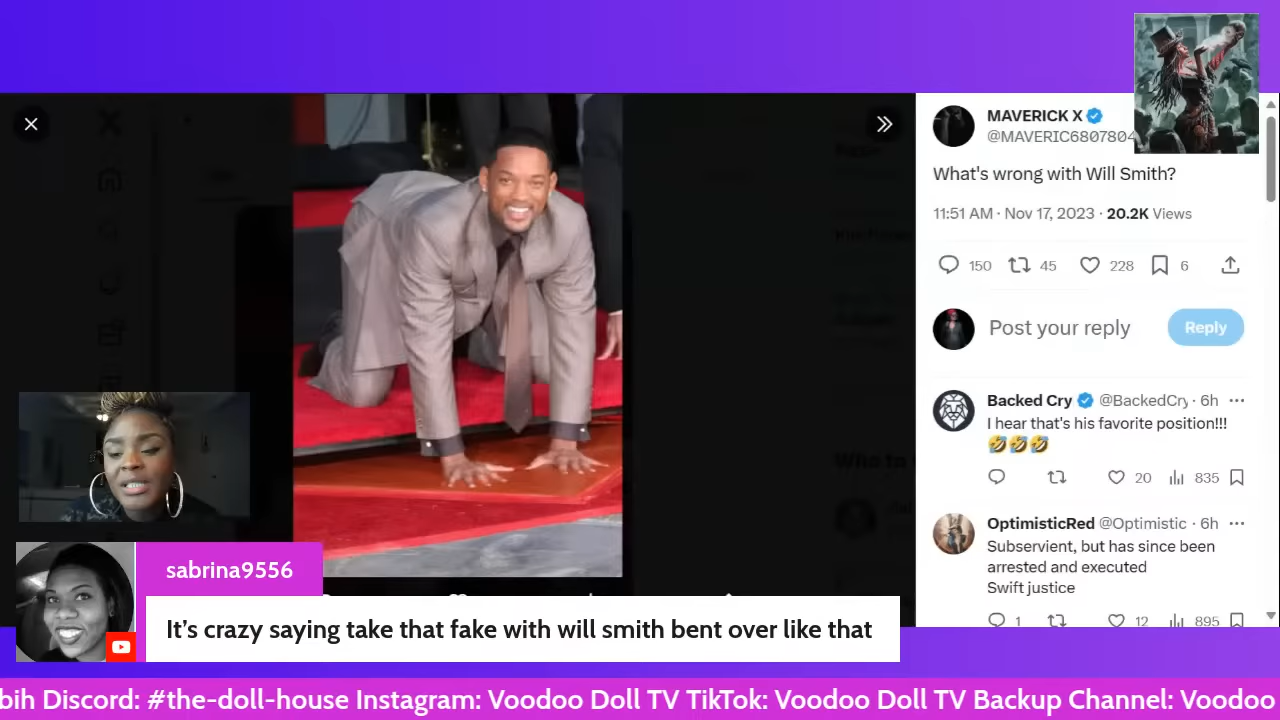 MAVERICK X
@MAVERIC6807804
What's wrong with Will Smith?
11:51 AM · Nov 17, 2023 · 20.2K Views
150 45 228 6
Post your reply
Reply
Backed Cry @BackedCry · 6h
I hear that's his favorite position!!!
🤣🤣🤣
20 835
OptimisticRed @Optimistic · 6h
Subservient, but has since been
arrested and executed
Swift justice
1 12 895
sabrina9556
It's crazy saying take that fake with will smith bent over like that
bih Discord: #the-doll-house Instagram: Voodoo Doll TV TikTok: Voodoo Doll TV Backup Channel: Voodoo